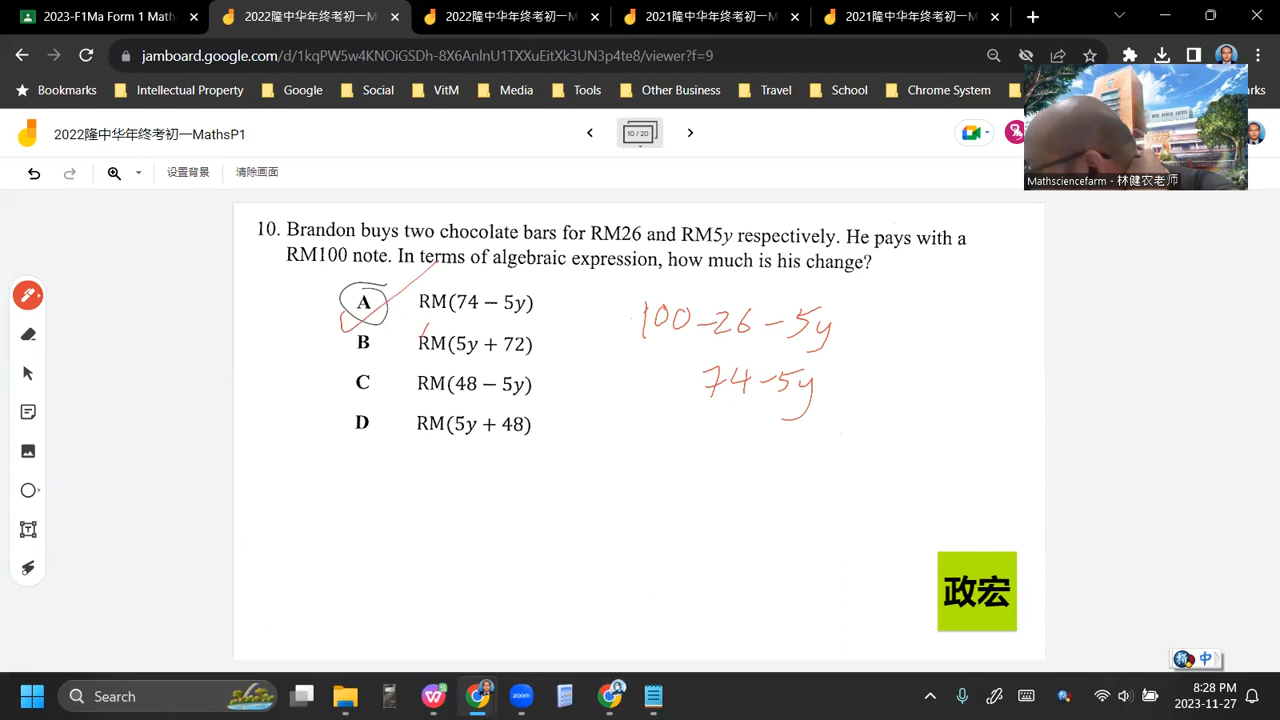 2023-F1Ma Form 1 Math
2022隆中华年终考初一M
2022隆中华年终考初一—M
2021隆中华年终考初一—M
2021隆中华年终考初一—M
jamboard.google.com/d/1kqPW5w4KNOiGSDh-8X6AnlnU1TXXuEitXk3UN3p4te8/viewer?f=9
Bookmarks Intellectual Property Google Social VitM Media Tools Other Business Travel School Chrome System
2022隆中华年终考初一MathsP1
10 / 20
设置背景 清除画面
Mathsciencefarm - 林健农老师
10. Brandon buys two chocolate bars for RM26 and RM5y respectively. He pays with a
RM100 note. In terms of algebraic expression, how much is his change?
A RM(74 − 5y)
B RM(5y + 72)
C RM(48 − 5y)
D RM(5y + 48)
100 − 26 − 5y
74 − 5y
政宏
中
Search
8:28 PM
2023-11-27